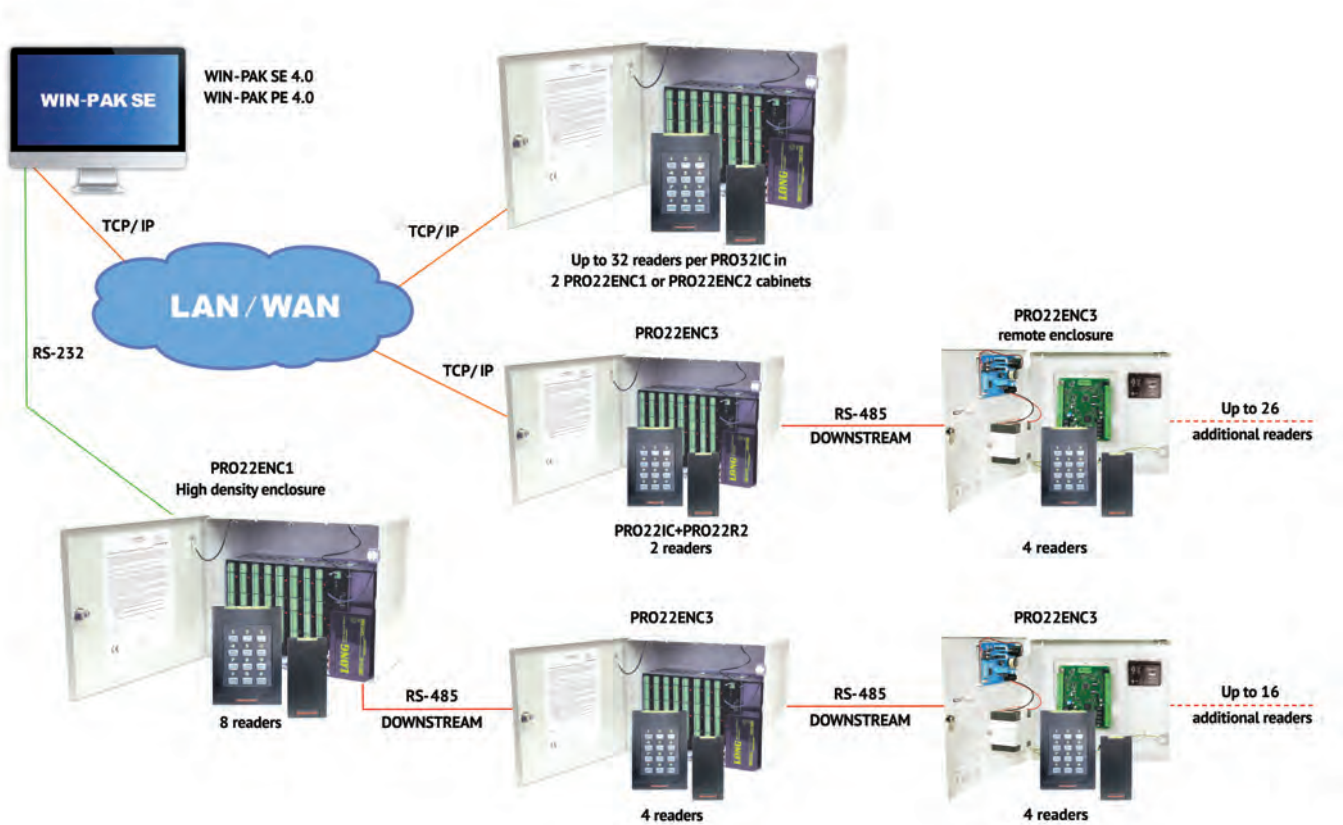 WIN-PAK SE
WIN-PAK SE 4.0
WIN-PAK PE 4.0
TCP/IP
TCP/IP
LAN/WAN
Up to 32 readers per PRO32IC in
2 PRO22ENC1 or PRO22ENC2 cabinets
RS-232
TCP/IP
PRO22ENC3
PRO22ENC3
remote enclosure
RS-485
DOWNSTREAM
Up to 26
additional readers
PRO22IC+PRO22R2
2 readers
4 readers
PRO22ENC1
High density enclosure
LONG
8 readers
RS-485
DOWNSTREAM
PRO22ENC3
4 readers
RS-485
DOWNSTREAM
PRO22ENC3
4 readers
Up to 16
additional readers